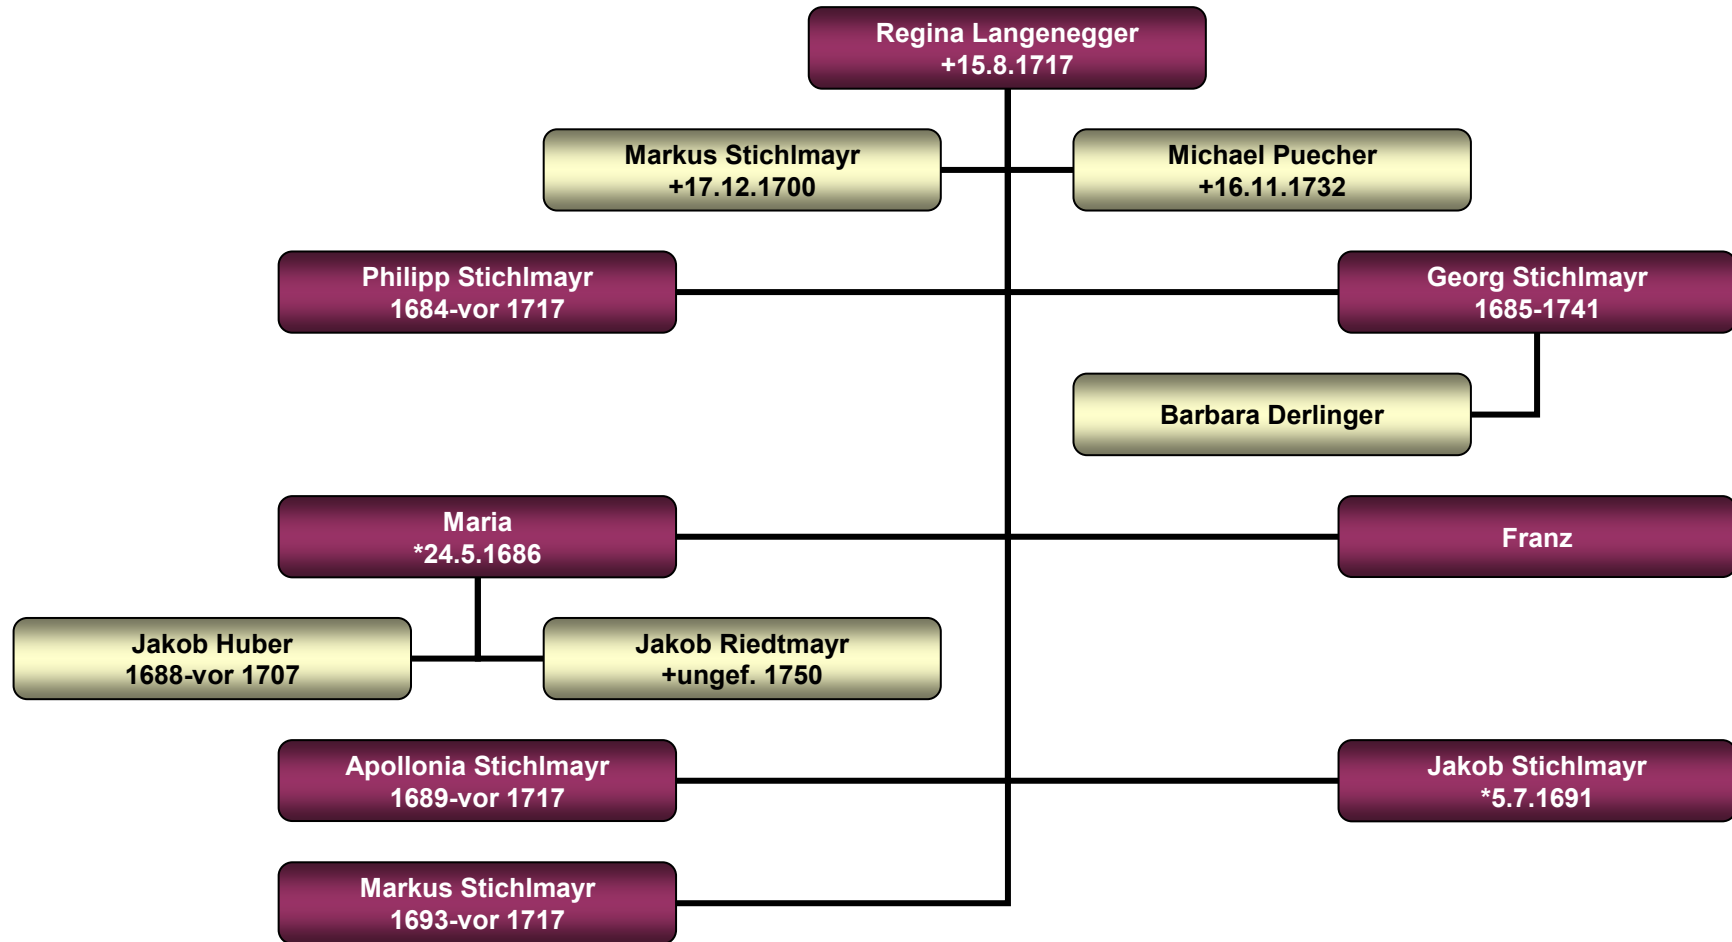 Regina Langenegger
+15.8.1717
Markus Stichlmayr
+17.12.1700
Michael Puecher
+16.11.1732
Philipp Stichlmayr
1684-vor 1717
Georg Stichlmayr
1685-1741
Barbara Derlinger
Maria
*24.5.1686
Franz
Jakob Huber
1688-vor 1707
Jakob Riedtmayr
+ungef. 1750
Apollonia Stichlmayr
1689-vor 1717
Jakob Stichlmayr
*5.7.1691
Markus Stichlmayr
1693-vor 1717